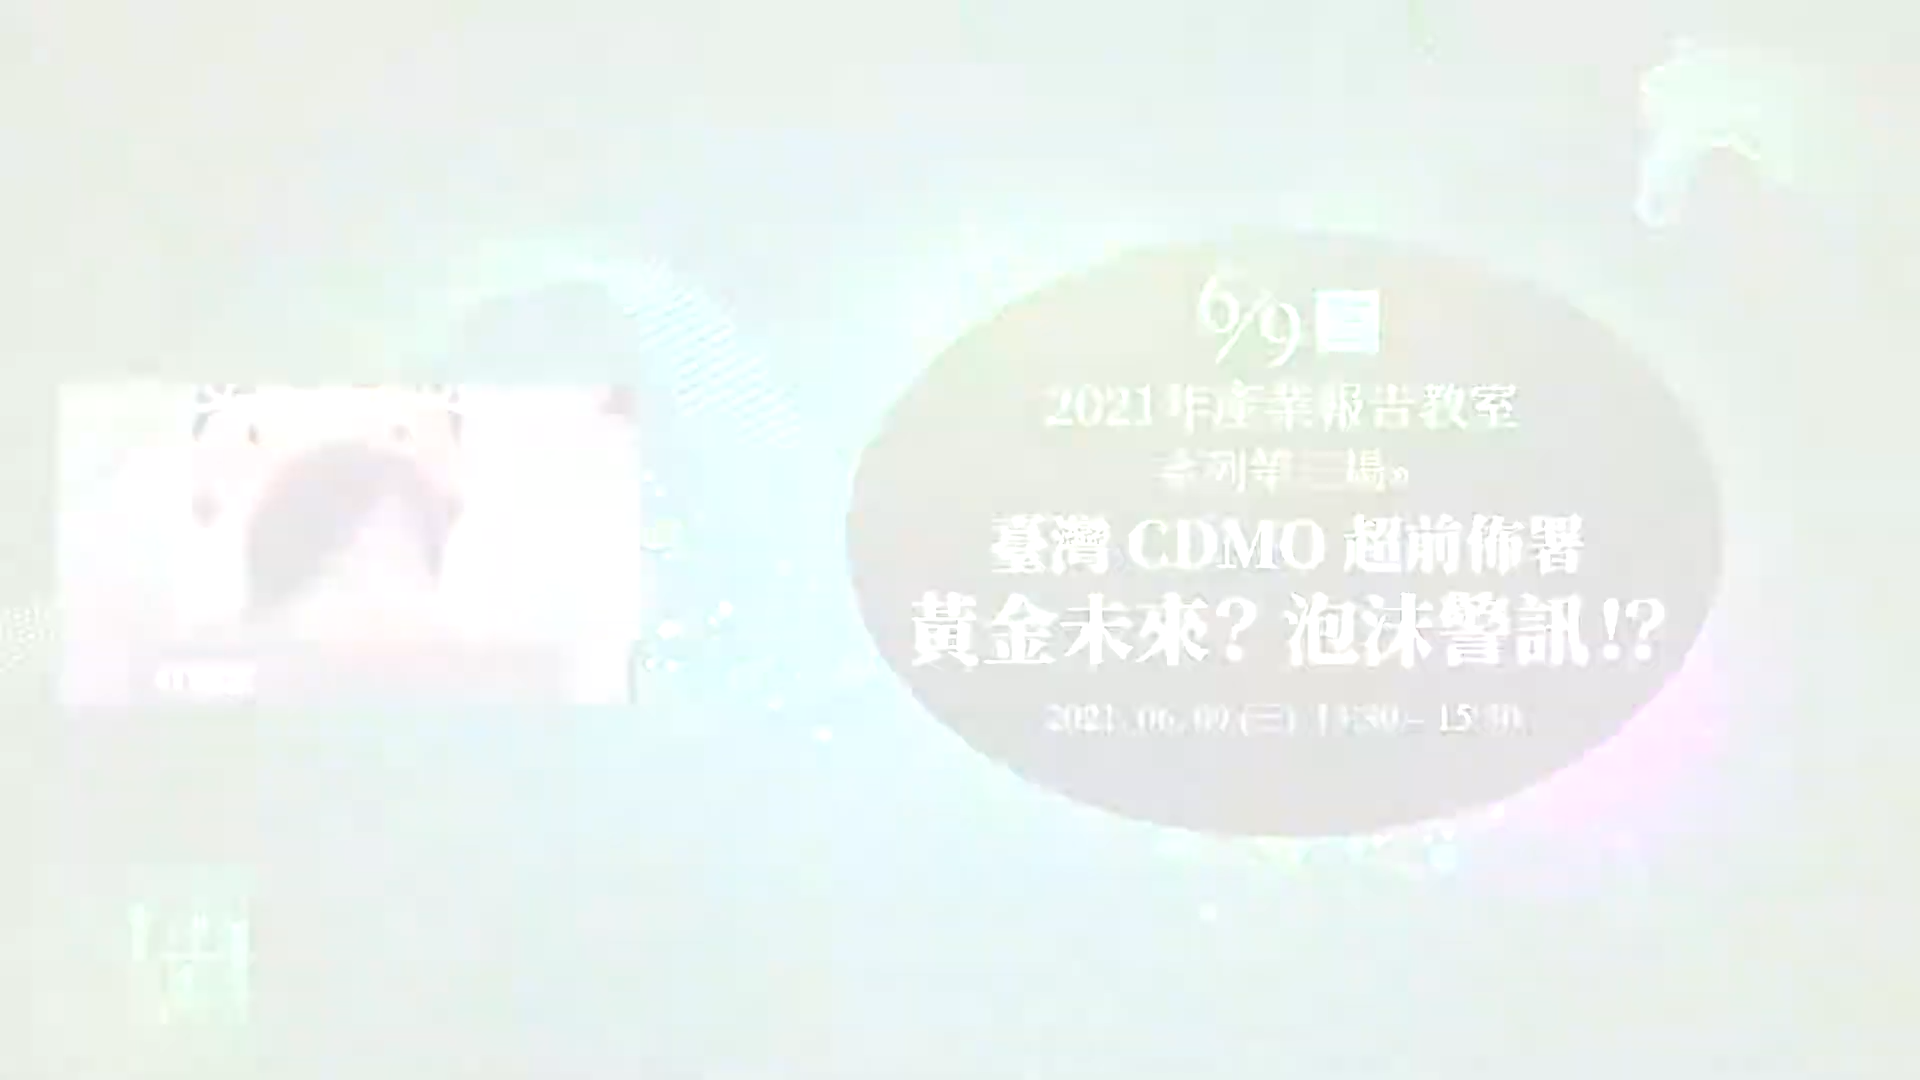 6/9 三
2021年產業報告教室
系列第三場»
臺灣 CDMO 超前佈署
黃金未來? 泡沫警訊!?
2021. 06. 09 (三) 13:30 – 15:30